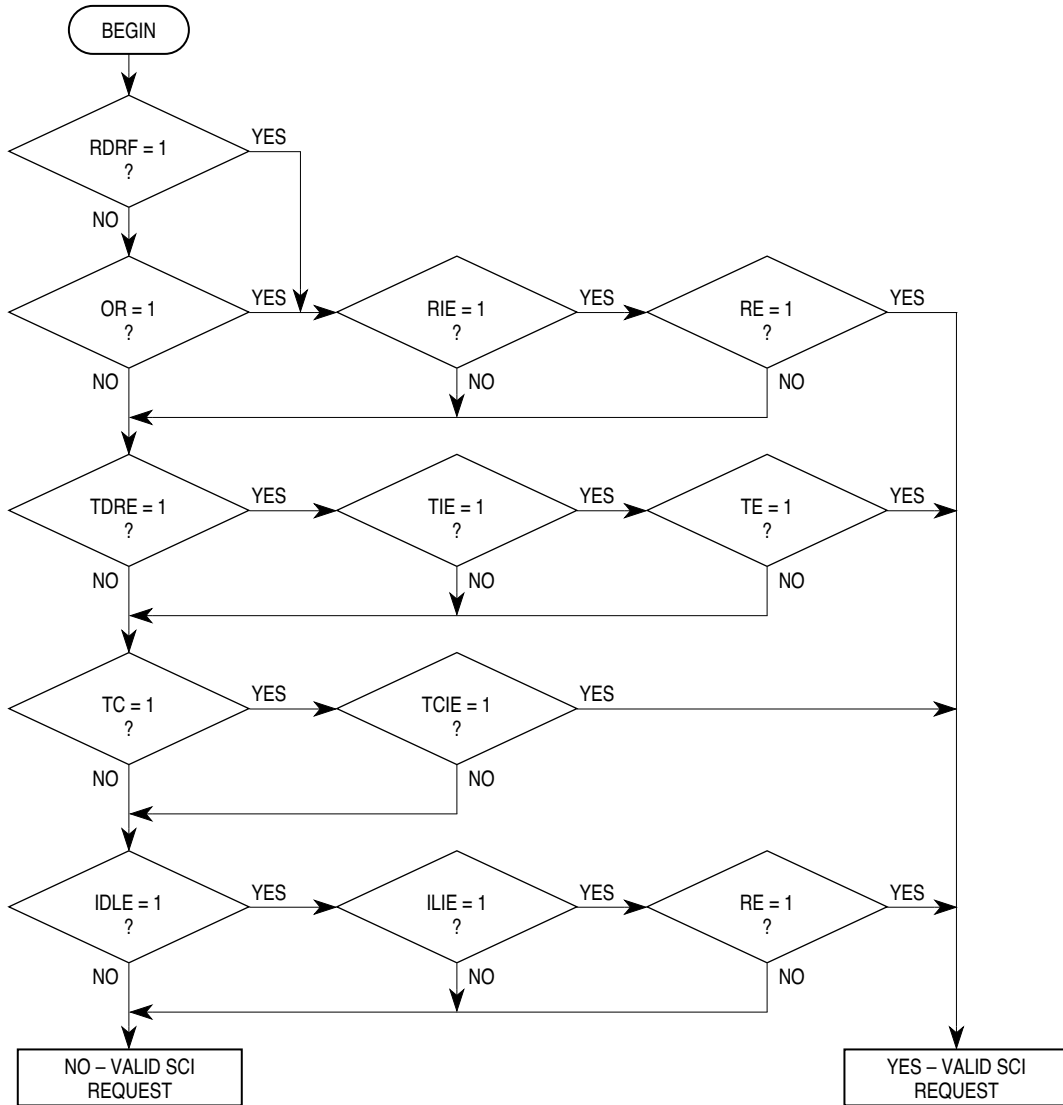 BEGIN
RDRF = 1
?
YES
NO
OR = 1
?
YES
NO
RIE = 1
?
YES
NO
RE = 1
?
YES
NO
TDRE = 1
?
YES
NO
TIE = 1
?
YES
NO
TE = 1
?
YES
NO
TC = 1
?
YES
NO
TCIE = 1
?
YES
NO
IDLE = 1
?
YES
NO
ILIE = 1
?
YES
NO
RE = 1
?
YES
NO
NO – VALID SCI
REQUEST
YES – VALID SCI
REQUEST